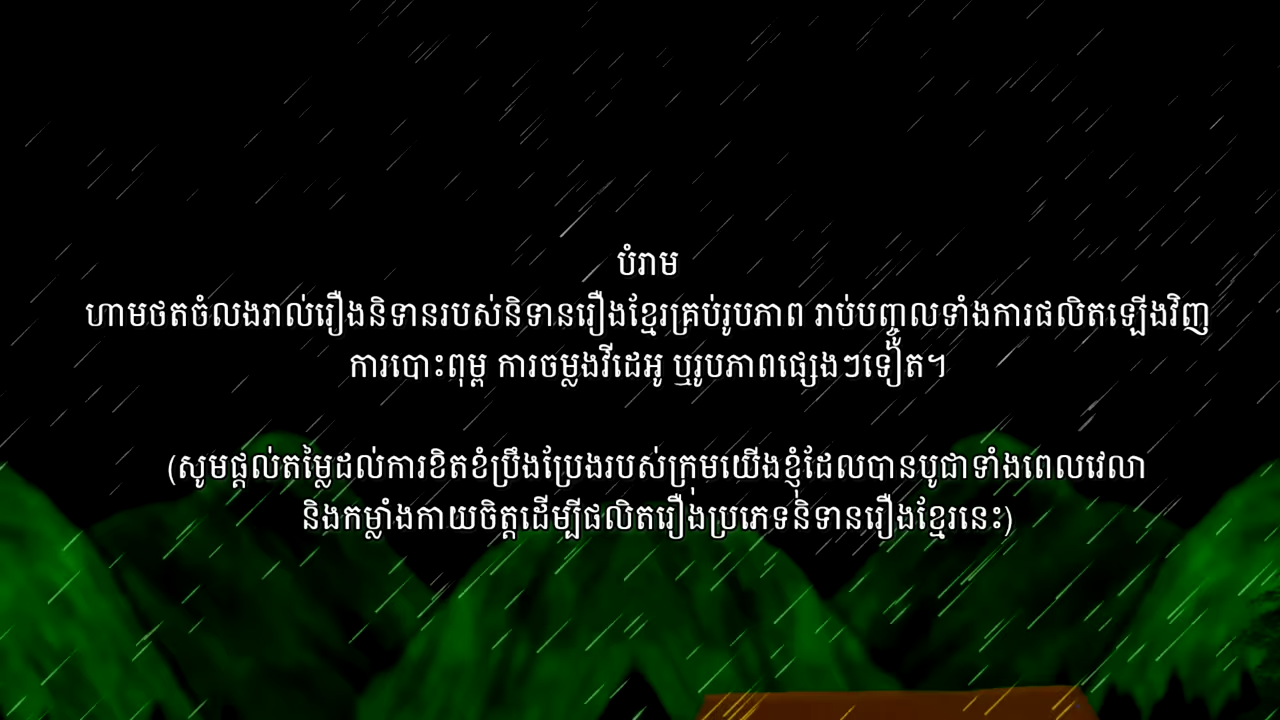 បំរាម
ហាមថតចំលងរាល់រឿងនិទានរបស់និទានរឿងខ្មែរគ្រប់រូបភាព រាប់បញ្ចូលទាំងការផលិតឡើងវិញ
ការបោះពុម្ព ការចម្លងវីដេអូ ឬរូបភាពផ្សេងៗទៀត។
(សូមផ្តល់តម្លៃដល់ការខិតខំប្រឹងប្រែងរបស់ក្រុមយើងខ្ញុំដែលបានបូជាទាំងពេលវេលា
និងកម្លាំងកាយចិត្តដើម្បីផលិតរឿងប្រភេទនិទានរឿងខ្មែរនេះ)